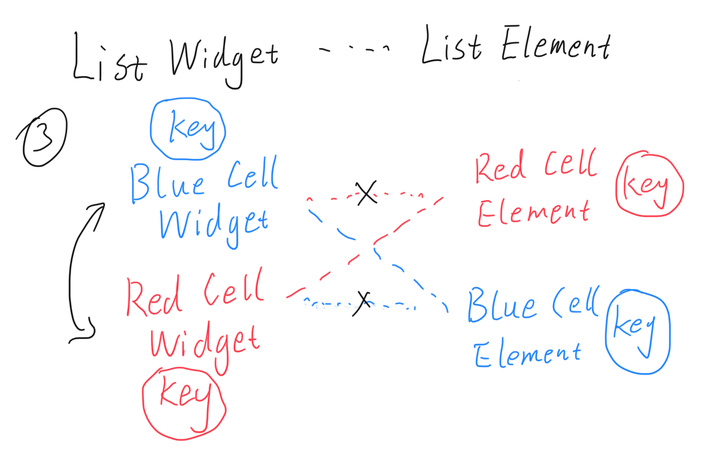 List Widget ----- List Element
3
key
Blue Cell
Widget
X
Red Cell
Element
key
Red Cell
Widget
key
X
Blue Cell
Element
key